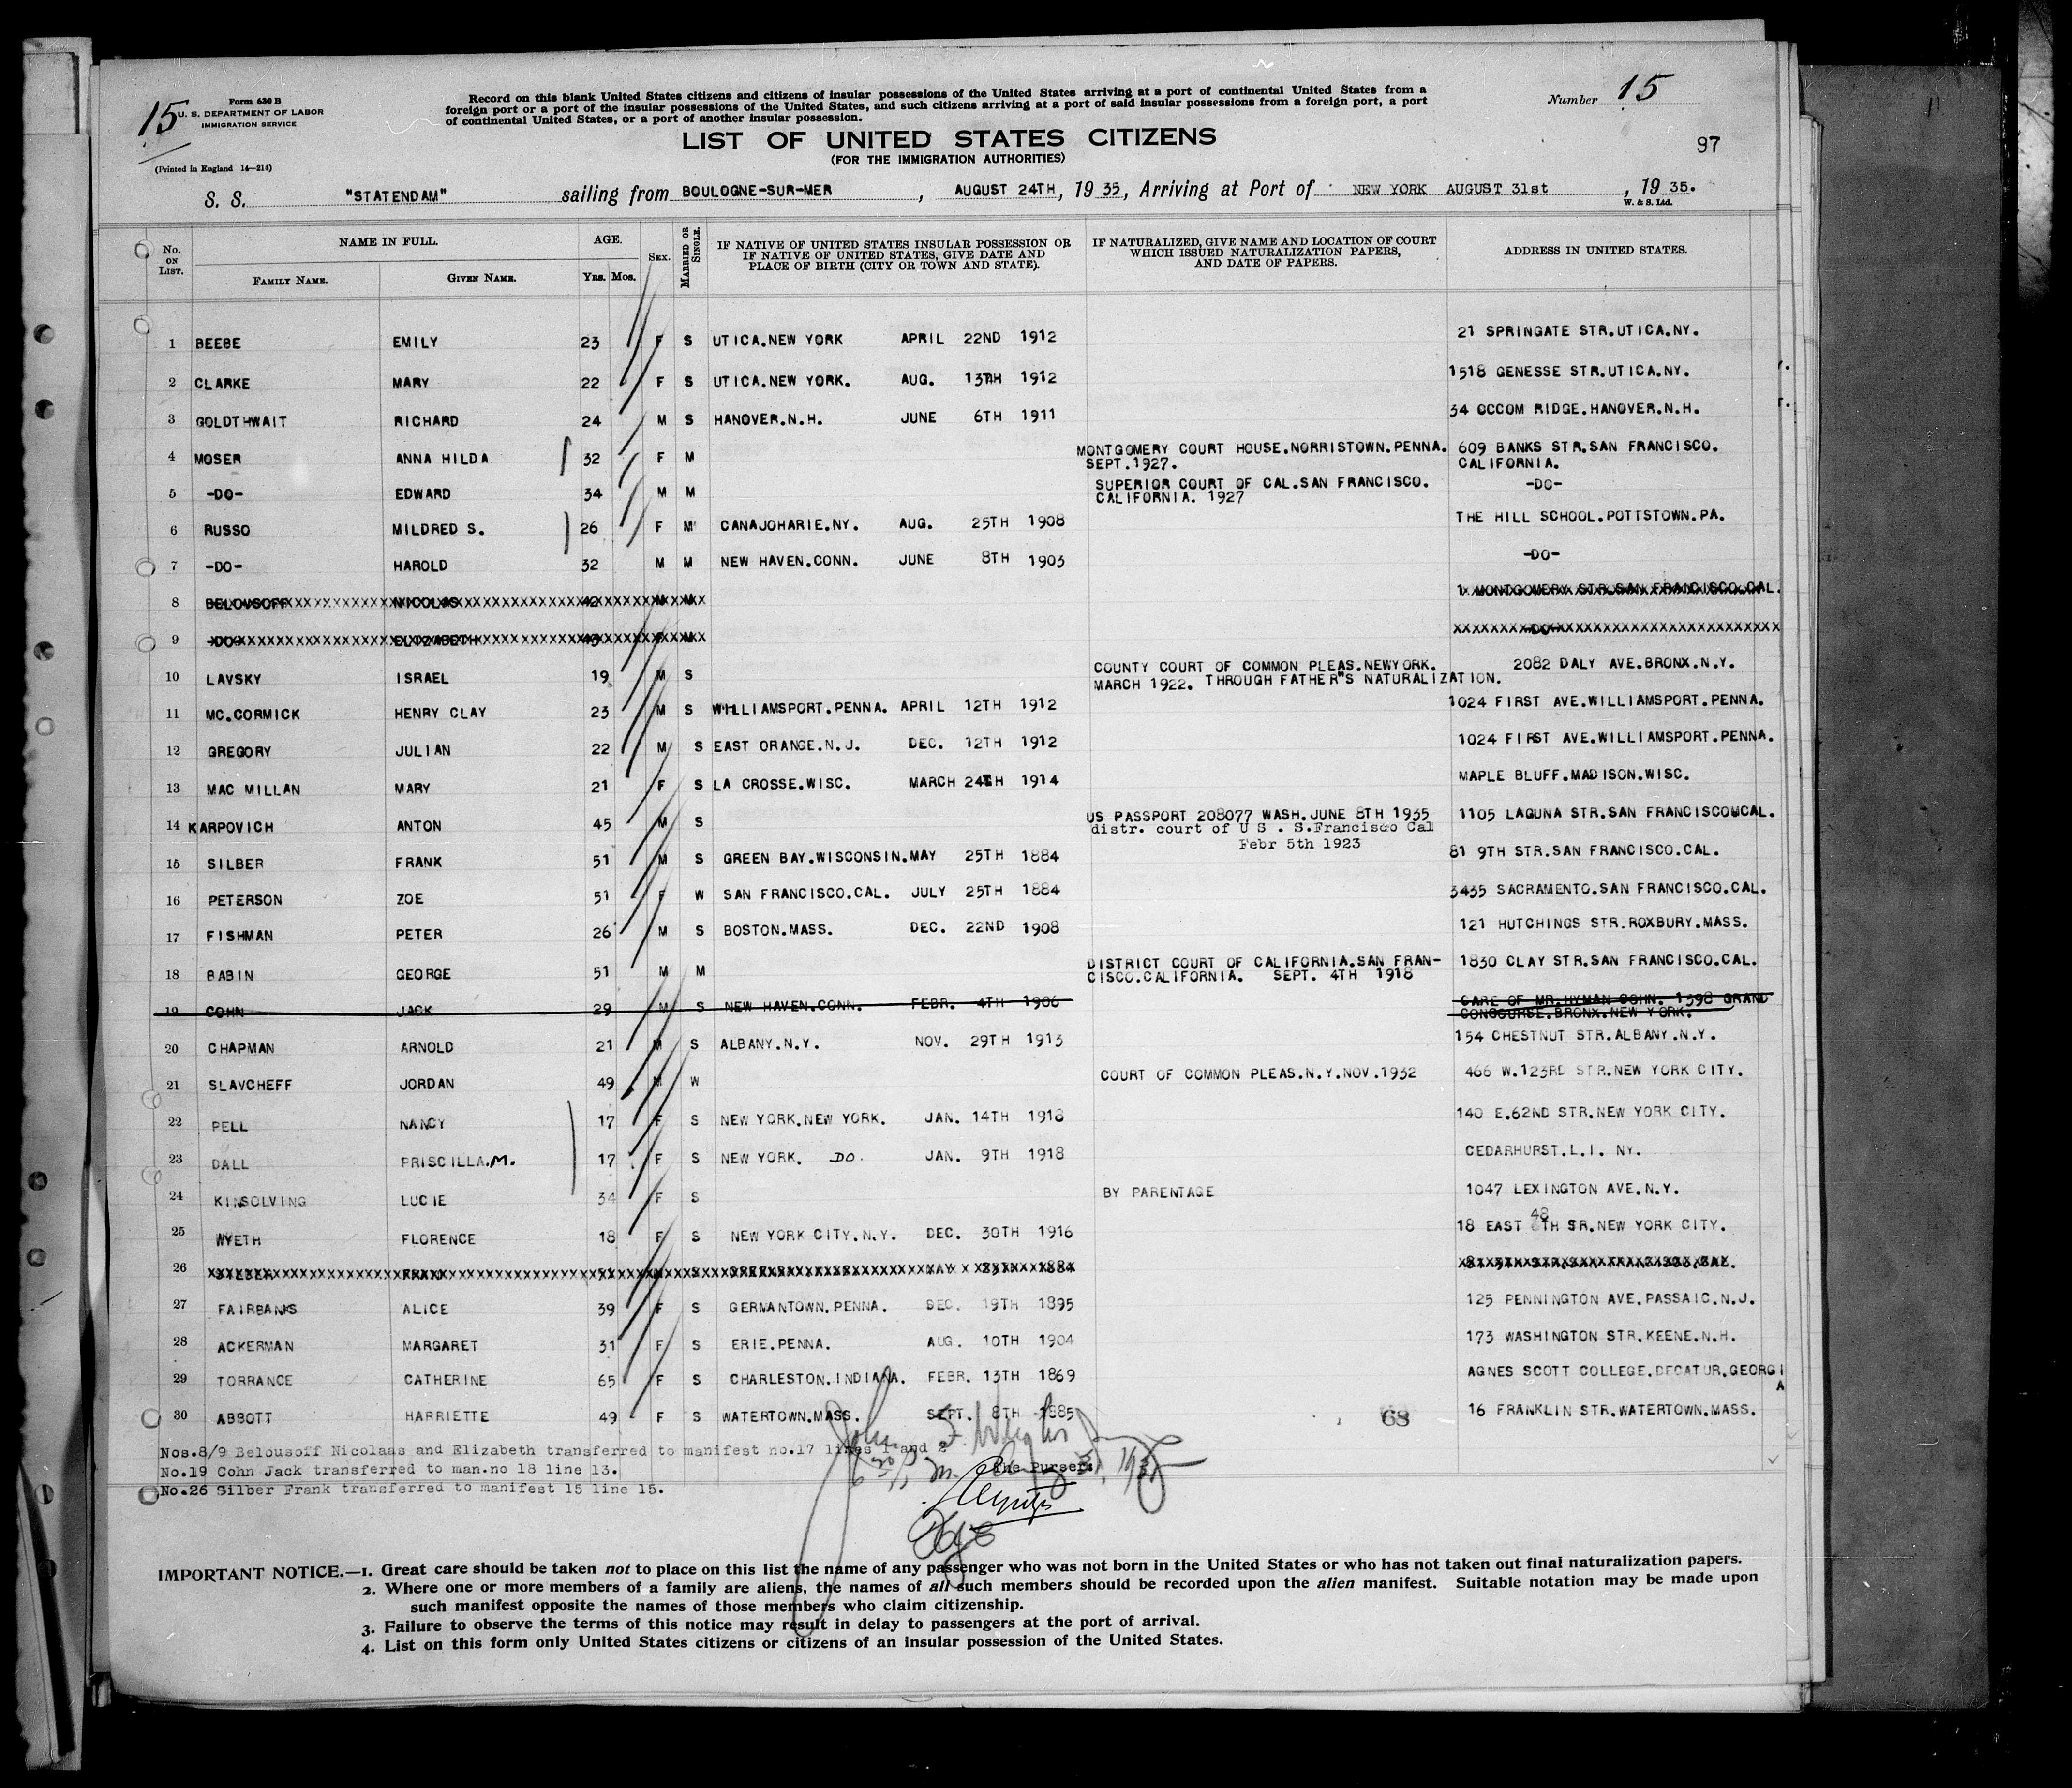 15
Form 630 B
U. S. DEPARTMENT OF LABOR
IMMIGRATION SERVICE
(Printed in England 14—214)
Record on this blank United States citizens and citizens of insular possessions of the United States arriving at a port of continental United States from a
foreign port or a port of the insular possessions of the United States, and such citizens arriving at a port of said insular possessions from a foreign port, a port
of continental United States, or a port of another insular possession.
Number 15
LIST OF UNITED STATES CITIZENS
(FOR THE IMMIGRATION AUTHORITIES)
97
S. S. "STATENDAM" sailing from BOULOGNE-SUR-MER, AUGUST 24TH, 19 35, Arriving at Port of NEW YORK AUGUST 31st, 19 35.
W. & S. Ltd.
No. ON LIST. NAME IN FULL. AGE. SEX. MARRIED OR SINGLE. IF NATIVE OF UNITED STATES INSULAR POSSESSION OR IF NATIVE OF UNITED STATES, GIVE DATE AND PLACE OF BIRTH (CITY OR TOWN AND STATE). IF NATURALIZED, GIVE NAME AND LOCATION OF COURT WHICH ISSUED NATURALIZATION PAPERS, AND DATE OF PAPERS. ADDRESS IN UNITED STATES.
FAMILY NAME. GIVEN NAME. Yrs. Mos.
1 BEEBE EMILY 23 F S UTICA.NEW YORK APRIL 22ND 1912 21 SPRINGATE STR.UTICA.NY.
2 CLARKE MARY 22 F S UTICA.NEW YORK. AUG. 13TH 1912 1518 GENESSE STR.UTICA.NY.
3 GOLDTHWAIT RICHARD 24 M S HANOVER.N.H. JUNE 6TH 1911 34 OCCOM RIDGE.HANOVER.N.H.
4 MOSER ANNA HILDA 32 F M MONTGOMERY COURT HOUSE.NORRISTOWN.PENNA. 609 BANKS STR.SAN FRANCISCO.
SEPT.1927. CALIFORNIA.
5 -DO- EDWARD 34 M M SUPERIOR COURT OF CAL.SAN FRANCISCO. -DO-
CALIFORNIA. 1927
6 RUSSO MILDRED S. 26 F M CANAJOHARIE.NY. AUG. 25TH 1908 THE HILL SCHOOL.POTTSTOWN.PA.
7 -DO- HAROLD 32 M M NEW HAVEN.CONN. JUNE 8TH 1903 -DO-
8 BELOUSOFF NICOLAS 42 M M 1 MONTGOMERY STR.SAN FRANCISCO.CAL.
9 -DO- ELIZABETH 43 F M -DO-
10 LAVSKY ISRAEL 19 M S COUNTY COURT OF COMMON PLEAS.NEWYORK. 2082 DALY AVE.BRONX.N.Y.
MARCH 1922. THROUGH FATHER"S NATURALIZATION.
11 MC.CORMICK HENRY CLAY 23 M S WILLIAMSPORT.PENNA. APRIL 12TH 1912 1024 FIRST AVE.WILLIAMSPORT.PENNA.
12 GREGORY JULIAN 22 M S EAST ORANGE.N.J. DEC. 12TH 1912 1024 FIRST AVE.WILLIAMSPORT.PENNA.
13 MAC MILLAN MARY 21 F S LA CROSSE.WISC. MARCH 24TH 1914 MAPLE BLUFF.MADISON.WISC.
14 KARPOVICH ANTON 45 M S US PASSPORT 208077 WASH.JUNE 8TH 1935 1105 LAGUNA STR.SAN FRANCISCOMCAL.
distr. court of U S . S.Francisco Cal
Febr 5th 1923
15 SILBER FRANK 51 M S GREEN BAY.WISCONSIN.MAY 25TH 1884 81 9TH STR.SAN FRANCISCO.CAL.
16 PETERSON ZOE 51 F W SAN FRANCISCO.CAL. JULY 25TH 1884 3435 SACRAMENTO.SAN FRANCISCO.CAL.
17 FISHMAN PETER 26 M S BOSTON.MASS. DEC. 22ND 1908 121 HUTCHINGS STR.ROXBURY.MASS.
18 BABIN GEORGE 51 M M DISTRICT COURT OF CALIFORNIA.SAN FRAN- 1830 CLAY STR.SAN FRANCISCO.CAL.
CISCO.CALIFORNIA. SEPT. 4TH 1918
19 COHN JACK 29 M S NEW HAVEN.CONN. FEBR. 4TH 1906 CARE OF MR.HYMAN COHN. 1398 GRAND
CONCOURSE.BRONX.NEW YORK.
20 CHAPMAN ARNOLD 21 M S ALBANY.N.Y. NOV. 29TH 1913 154 CHESTNUT STR.ALBANY.N.Y.
21 SLAVCHEFF JORDAN 49 M W COURT OF COMMON PLEAS.N.Y.NOV.1932 466 W.123RD STR.NEW YORK CITY.
22 PELL NANCY 17 F S NEW YORK.NEW YORK. JAN. 14TH 1918 140 E.62ND STR.NEW YORK CITY.
23 DALL PRISCILLA.M. 17 F S NEW YORK. DO. JAN. 9TH 1918 CEDARHURST.L.I. NY.
24 KINSOLVING LUCIE 34 F S BY PARENTAGE 1047 LEXINGTON AVE.N.Y.
25 WYETH FLORENCE 18 F S NEW YORK CITY.N.Y. DEC. 30TH 1916 18 EAST 48 TH SR.NEW YORK CITY.
26 SILBER FRANK 51 M S MAY 25TH 1884
27 FAIRBANKS ALICE 39 F S GERMANTOWN.PENNA. DEC. 19TH 1895 125 PENNINGTON AVE.PASSAIC.N.J.
28 ACKERMAN MARGARET 31 F S ERIE.PENNA. AUG. 10TH 1904 173 WASHINGTON STR.KEENE.N.H.
29 TORRANCE CATHERINE 65 F S CHARLESTON.INDIANA. FEBR. 13TH 1869 AGNES SCOTT COLLEGE.DECATUR.GEORGI
A
30 ABBOTT HARRIETTE 49 F S WATERTOWN.MASS. SEPT. 8TH 1885 68 16 FRANKLIN STR.WATERTOWN.MASS.
Nos.8/9 Belousoff Nicolaas and Elizabeth transferred to manifest no.17 lines 1 and 2
No.19 Cohn Jack transferred to man.no 18 line 13.
The Purser:
No.26 Silber Frank transferred to manifest 15 line 15.
IMPORTANT NOTICE.—1. Great care should be taken not to place on this list the name of any passenger who was not born in the United States or who has not taken out final naturalization papers.
2. Where one or more members of a family are aliens, the names of all such members should be recorded upon the alien manifest. Suitable notation may be made upon
such manifest opposite the names of those members who claim citizenship.
3. Failure to observe the terms of this notice may result in delay to passengers at the port of arrival.
4. List on this form only United States citizens or citizens of an insular possession of the United States.